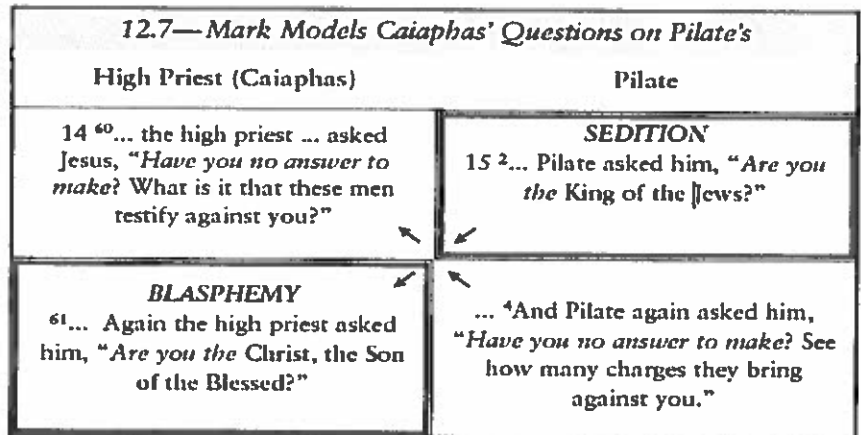 12.7—Mark Models Caiaphas' Questions on Pilate's
High Priest (Caiaphas)
Pilate
14 ⁶⁰... the high priest ... asked
Jesus, "Have you no answer to
make? What is it that these men
testify against you?"
SEDITION
15 ²... Pilate asked him, "Are you
the King of the Jews?"
BLASPHEMY
⁶¹... Again the high priest asked
him, "Are you the Christ, the Son
of the Blessed?"
... ⁴And Pilate again asked him,
"Have you no answer to make? See
how many charges they bring
against you."